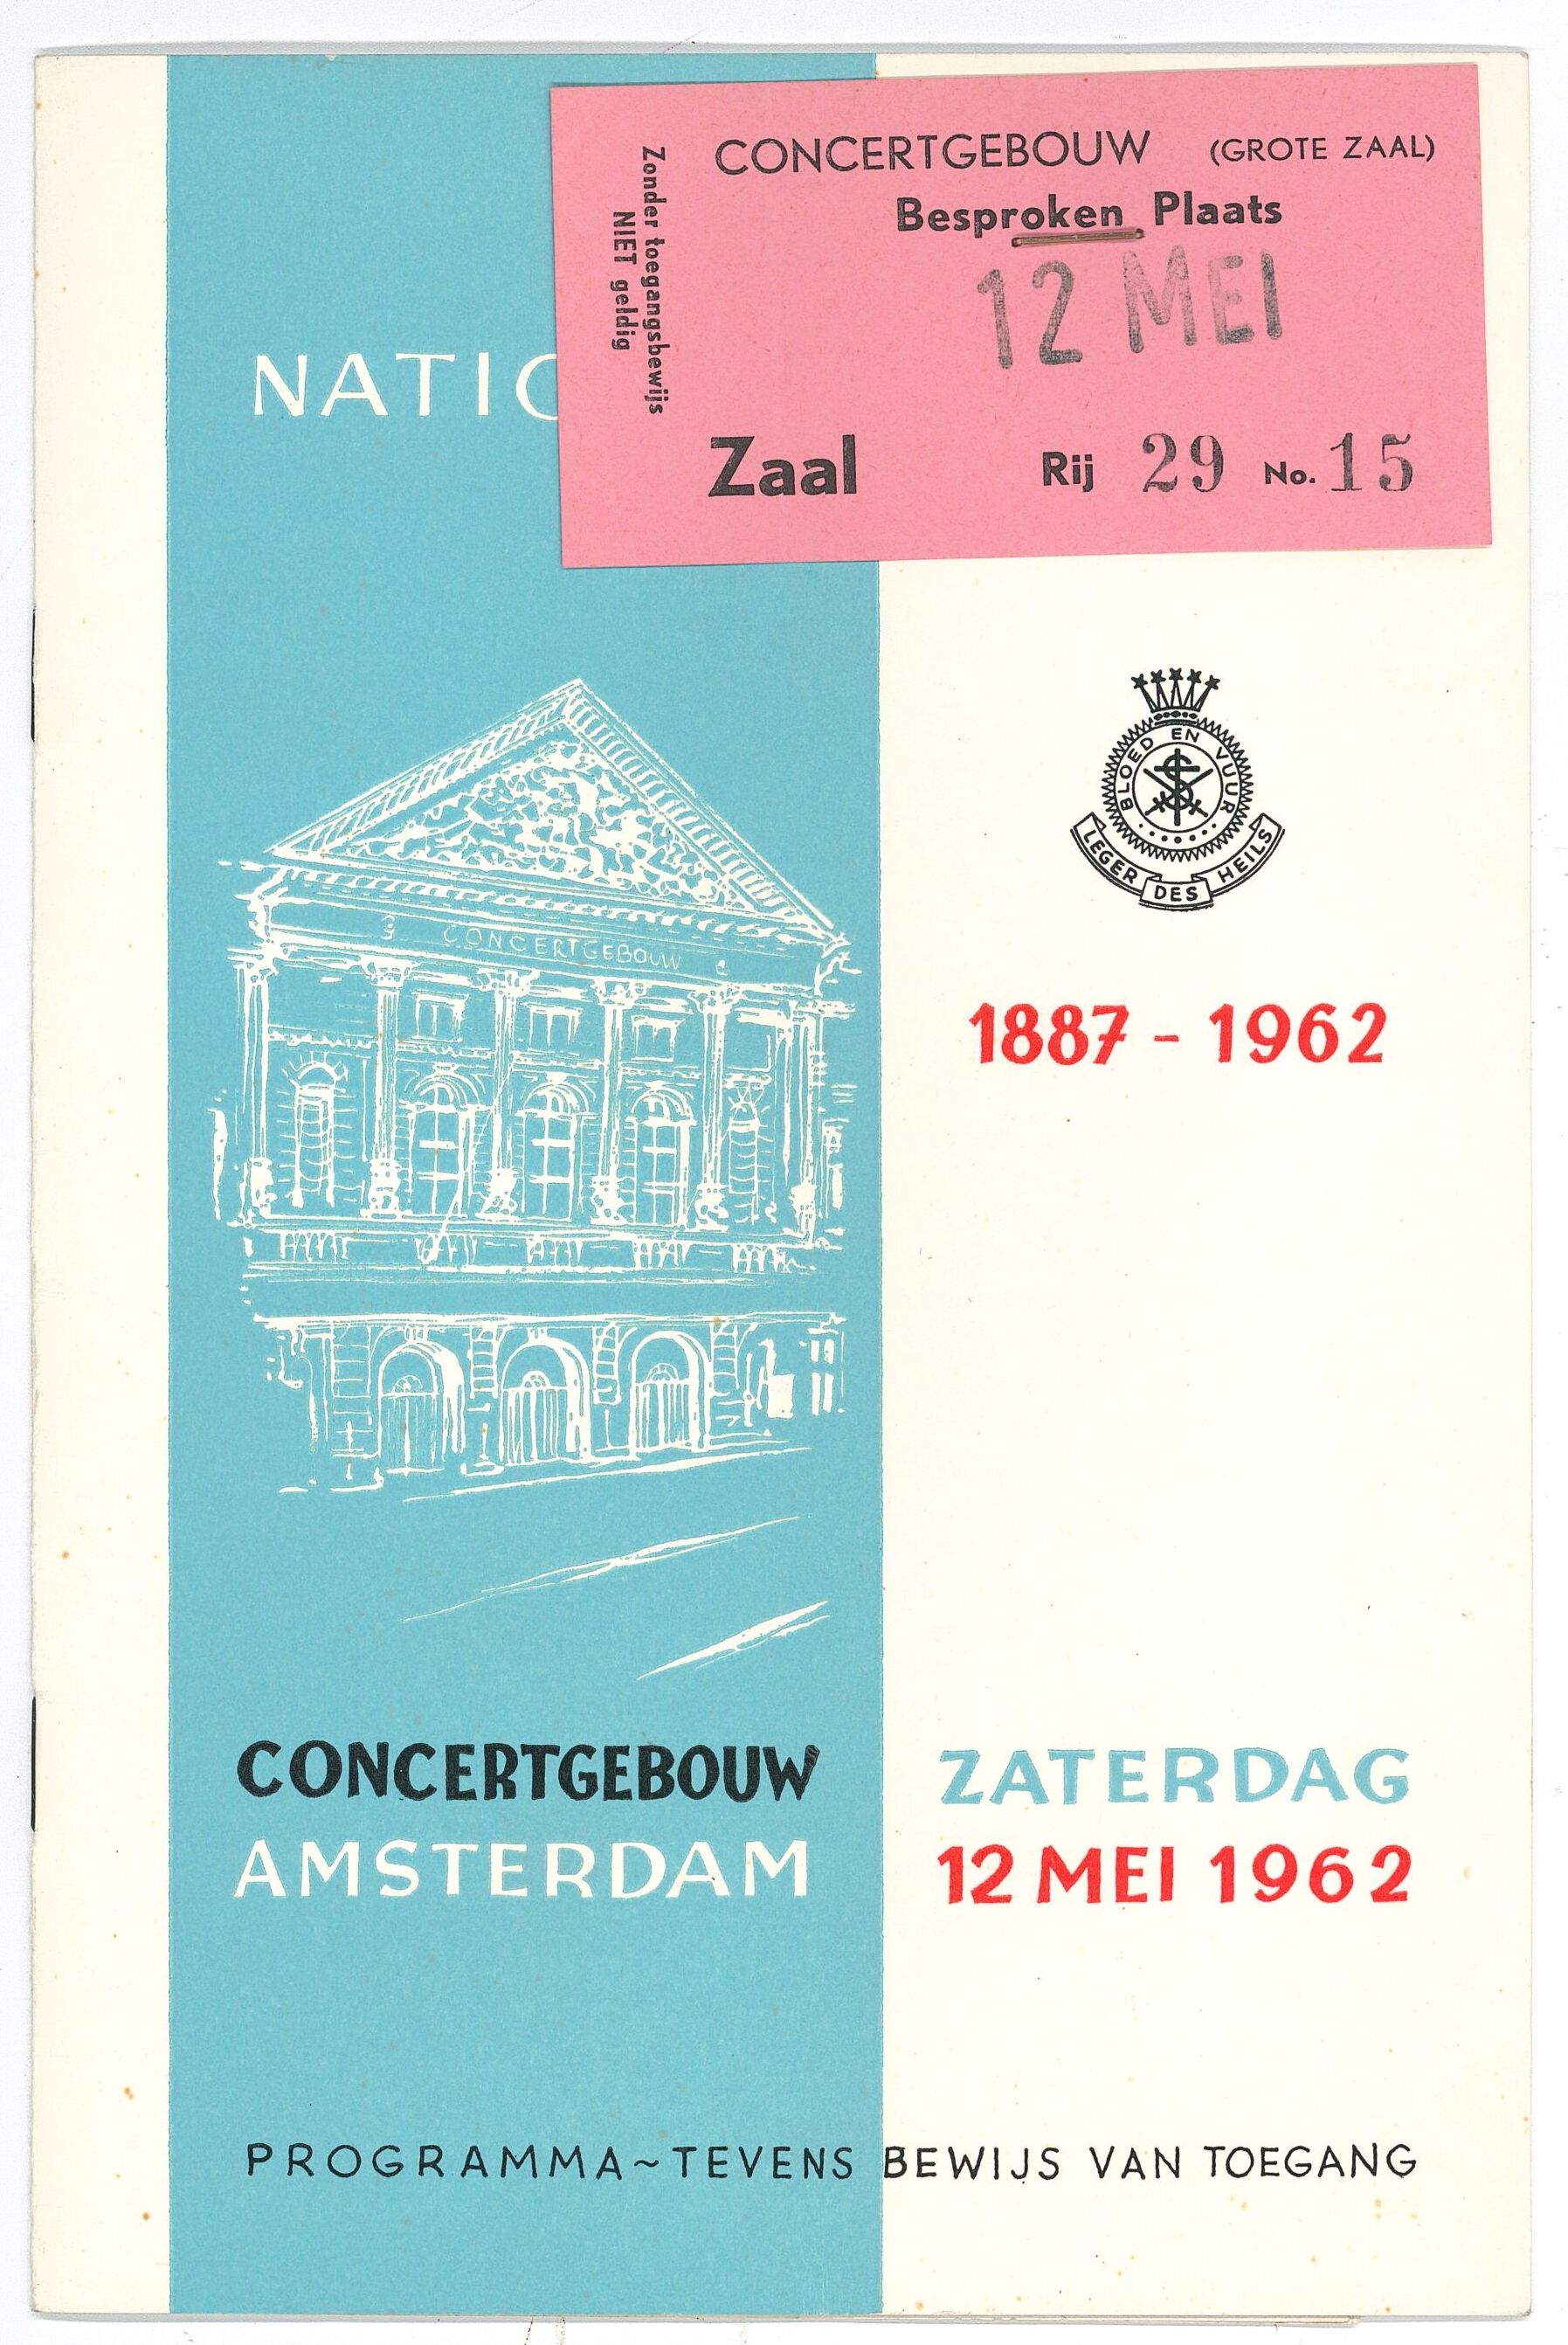 CONCERTGEBOUW (GROTE ZAAL)
Besproken Plaats
12 MEI
Zaal Rij 29 No. 15
Zonder toegangsbewijs
NIET geldig
NATIO
BLOED EN VUUR
LEGER DES HEILS
CONCERTGEBOUW
1887 - 1962
CONCERTGEBOUW
AMSTERDAM
ZATERDAG
12 MEI 1962
PROGRAMMA~TEVENS BEWIJS VAN TOEGANG